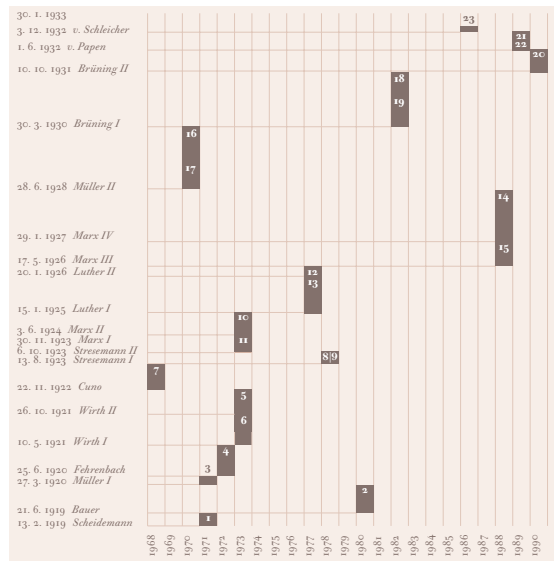 30. 1. 1933
23
3. 12. 1932 v. Schleicher
21
1. 6. 1932 v. Papen
22
20
10. 10. 1931 Brüning II
18
19
30. 3. 1930 Brüning I
16
17
28. 6. 1928 Müller II
14
29. 1. 1927 Marx IV
15
17. 5. 1926 Marx III
20. 1. 1926 Luther II
12
13
15. 1. 1925 Luther I
10
3. 6. 1924 Marx II
30. 11. 1923 Marx I
11
6. 10. 1923 Stresemann II
13. 8. 1923 Stresemann I
8|9
7
22. 11. 1922 Cuno
5
26. 10. 1921 Wirth II
6
10. 5. 1921 Wirth I
4
25. 6. 1920 Fehrenbach
3
27. 3. 1920 Müller I
2
21. 6. 1919 Bauer
13. 2. 1919 Scheidemann
1
1968
1969
1970
1971
1972
1973
1974
1975
1976
1977
1978
1979
1980
1981
1982
1983
1984
1985
1986
1987
1988
1989
1990